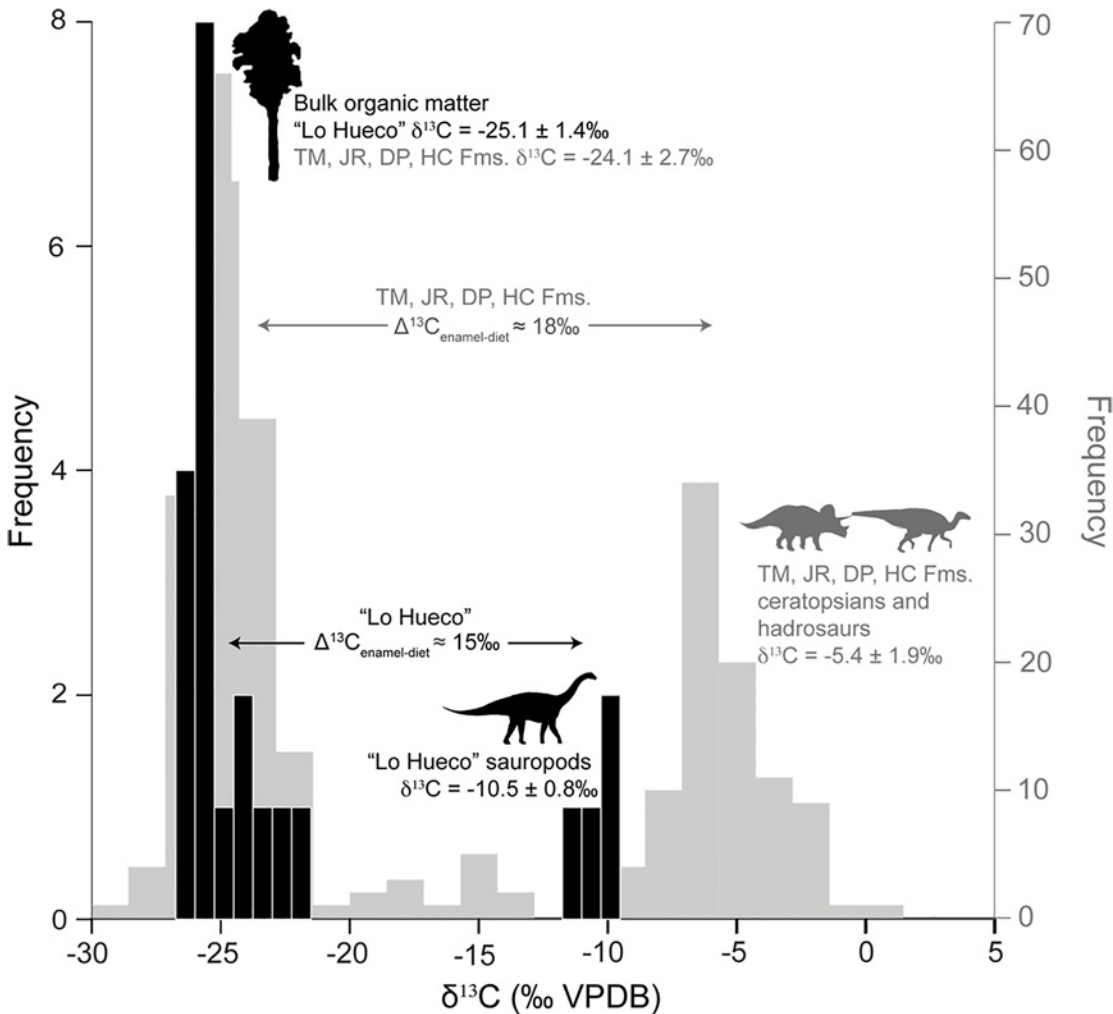 8
6
4
2
0
Frequency
70
60
50
40
30
20
10
0
Frequency
Bulk organic matter
“Lo Hueco” δ¹³C = -25.1 ± 1.4‰
TM, JR, DP, HC Fms. δ¹³C = -24.1 ± 2.7‰
TM, JR, DP, HC Fms.
Δ¹³Cenamel-diet ≈ 18‰
TM, JR, DP, HC Fms.
ceratopsians and
hadrosaurs
δ¹³C = -5.4 ± 1.9‰
“Lo Hueco”
Δ¹³Cenamel-diet ≈ 15‰
“Lo Hueco” sauropods
δ¹³C = -10.5 ± 0.8‰
-30 -25 -20 -15 -10 -5 0 5
δ¹³C (‰ VPDB)